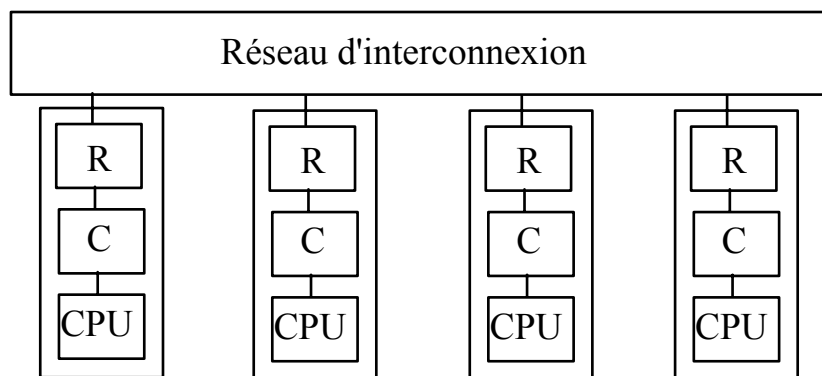 Réseau d'interconnexion
R R R R
C C C C
CPU CPU CPU CPU